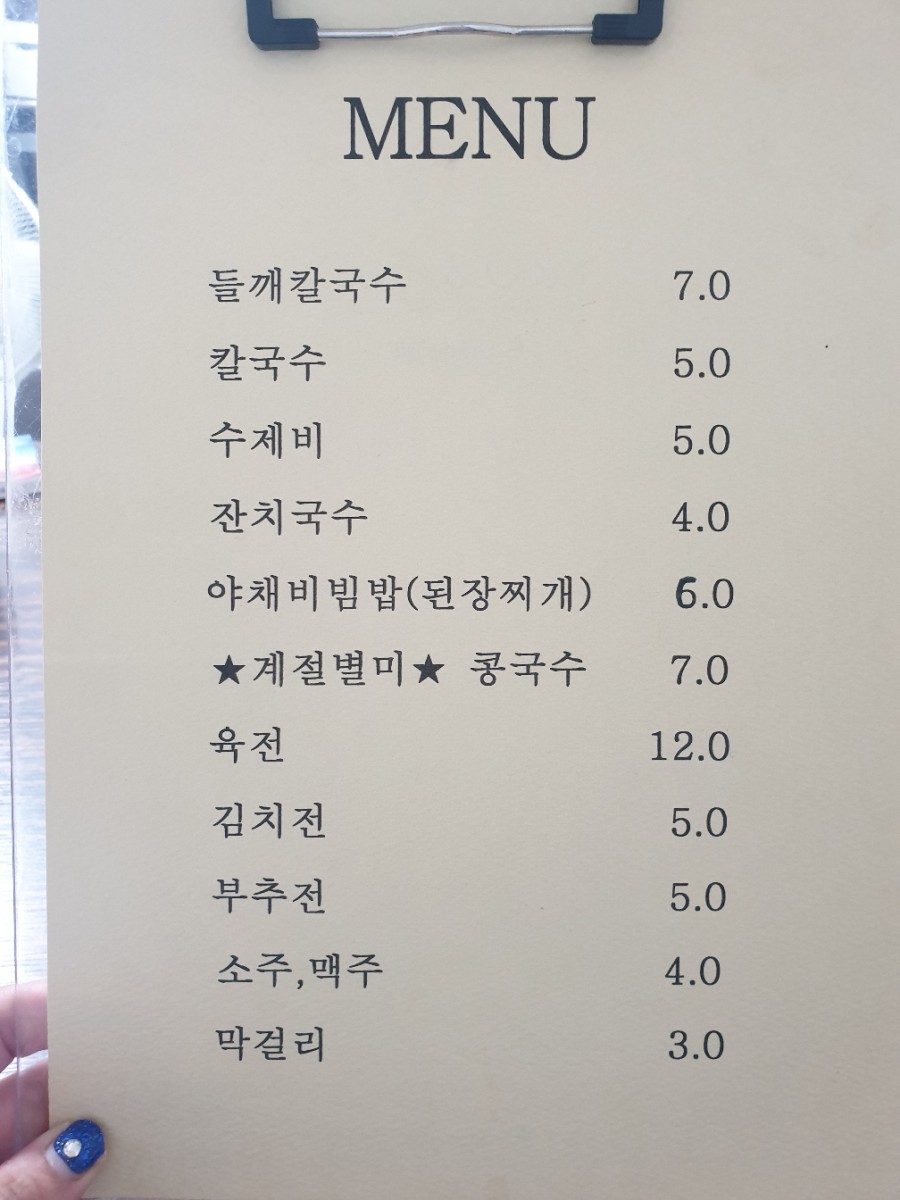 MENU
들깨칼국수 7.0
칼국수 5.0
수제비 5.0
잔치국수 4.0
야채비빔밥(된장찌개) 6.0
★계절별미★ 콩국수 7.0
육전 12.0
김치전 5.0
부추전 5.0
소주,맥주 4.0
막걸리 3.0